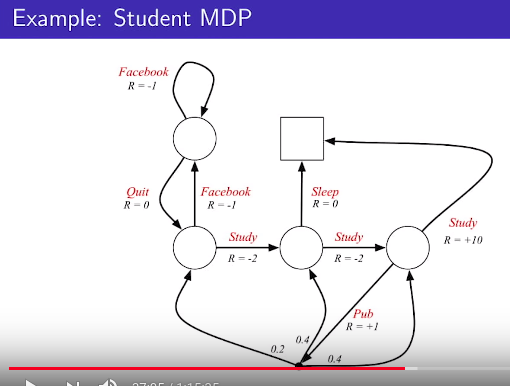 Example: Student MDP
Facebook
R = -1
Quit
R = 0
Facebook
R = -1
Sleep
R = 0
Study
R = +10
Study
R = -2
Study
R = -2
Pub
R = +1
0.4
0.2
0.4